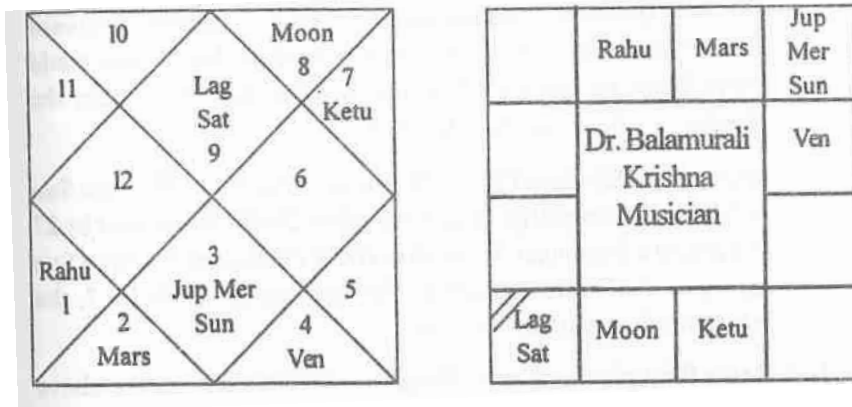 10
Moon
8
7
Ketu
11
Lag
Sat
9
12
6
Rahu
1
3
Jup Mer
Sun
5
2
Mars
4
Ven
Rahu
Mars
Jup
Mer
Sun
Dr. Balamurali
Krishna
Musician
Ven
Lag
Sat
Moon
Ketu